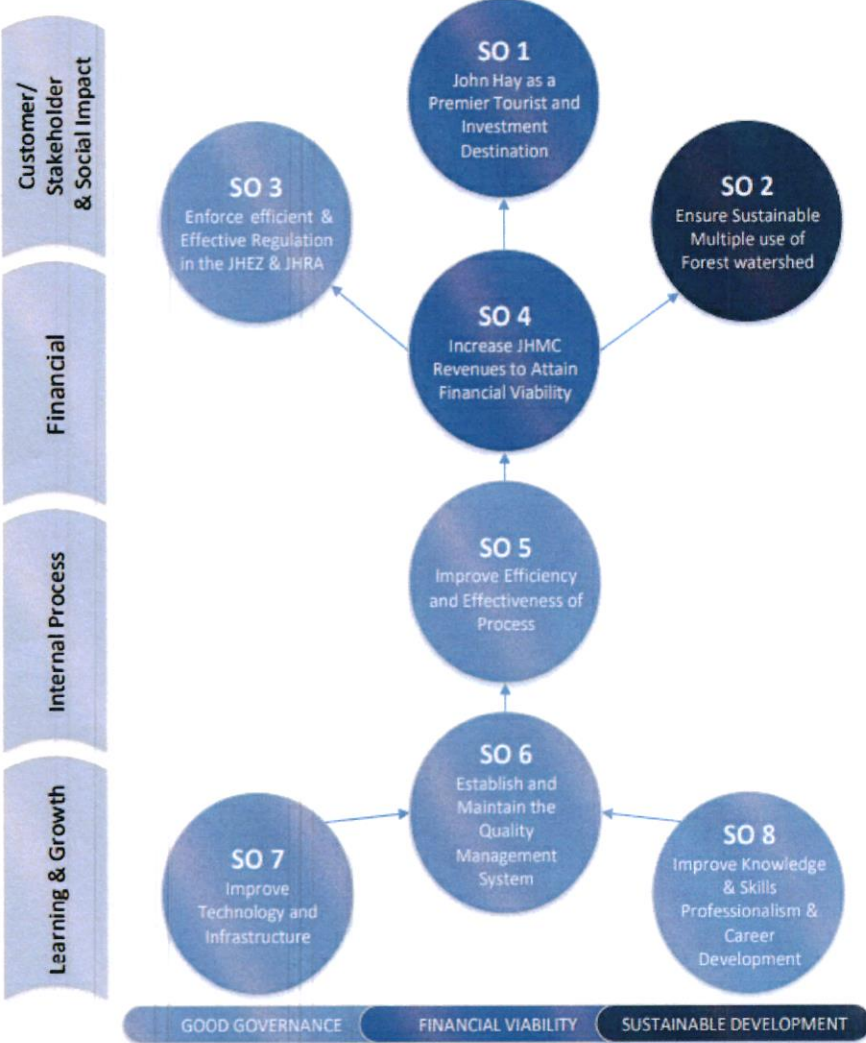 Customer/
Stakeholder
& Social Impact
SO 1
John Hay as a
Premier Tourist and
Investment
Destination
SO 3
Enforce efficient &
Effective Regulation
in the JHEZ & JHRA
SO 2
Ensure Sustainable
Multiple use of
Forest watershed
Financial
SO 4
Increase JHMC
Revenues to Attain
Financial Viability
Internal Process
SO 5
Improve Efficiency
and Effectiveness of
Process
Learning & Growth
SO 6
Establish and
Maintain the
Quality
Management
System
SO 7
Improve
Technology and
Infrastructure
SO 8
Improve Knowledge
& Skills
Professionalism &
Career
Development
GOOD GOVERNANCE
FINANCIAL VIABILITY
SUSTAINABLE DEVELOPMENT